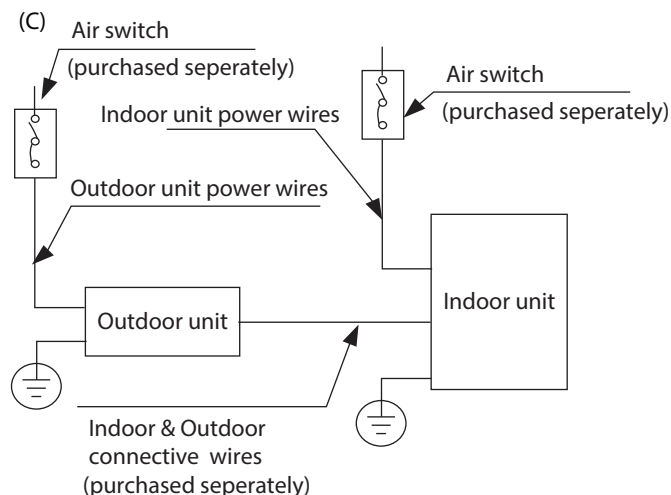 (C)
Air switch
(purchased seperately)
Air switch
(purchased seperately)
Indoor unit power wires
Outdoor unit power wires
Outdoor unit
Indoor unit
Indoor & Outdoor
connective wires
(purchased seperately)